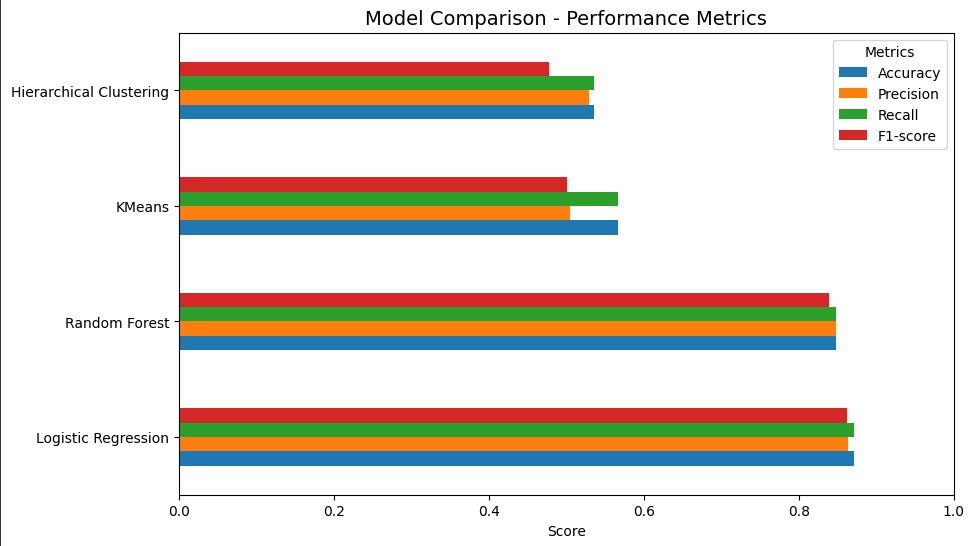 Model Comparison - Performance Metrics
Metrics
Accuracy
Precision
Recall
F1-score
Hierarchical Clustering
KMeans
Random Forest
Logistic Regression
0.0 0.2 0.4 0.6 0.8 1.0
Score